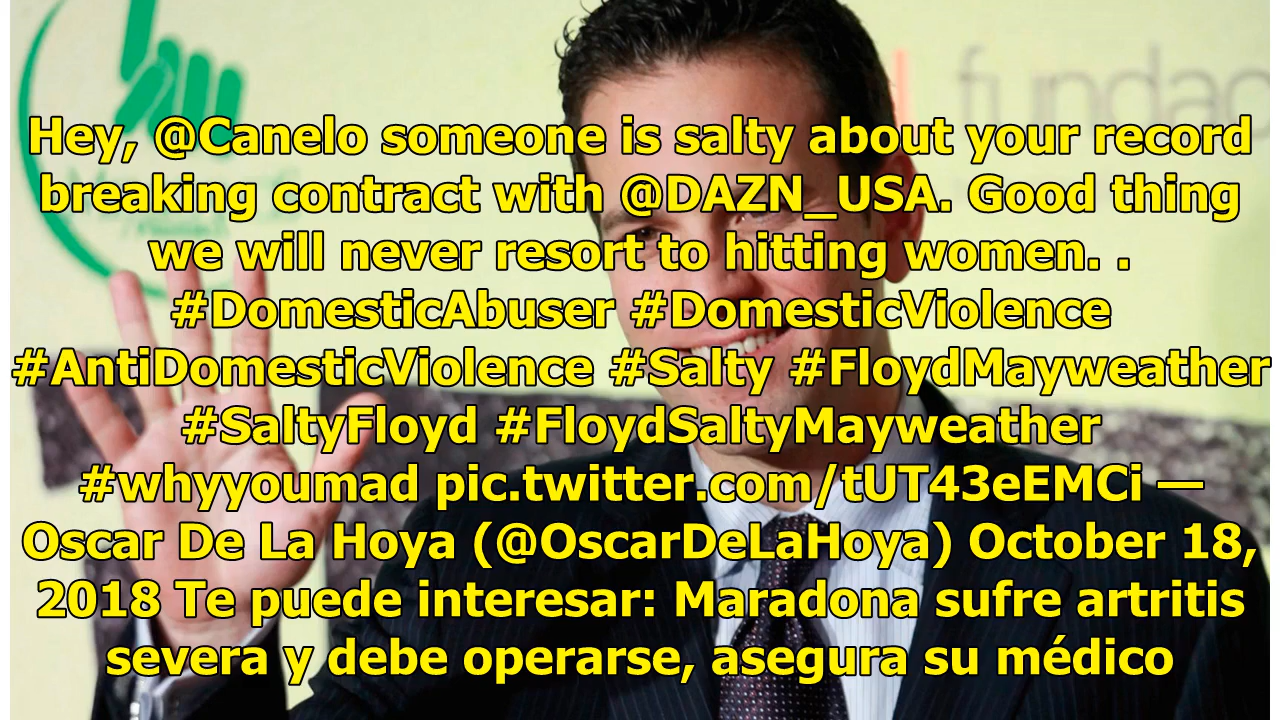 fundac
Hey, @Canelo someone is salty about your record
breaking contract with @DAZN_USA. Good thing
we will never resort to hitting women. .
#DomesticAbuser #DomesticViolence
#AntiDomesticViolence #Salty #FloydMayweather
#SaltyFloyd #FloydSaltyMayweather
#whyyoumad pic.twitter.com/tUT43eEMCi —
Oscar De La Hoya (@OscarDeLaHoya) October 18,
2018 Te puede interesar: Maradona sufre artritis
severa y debe operarse, asegura su médico